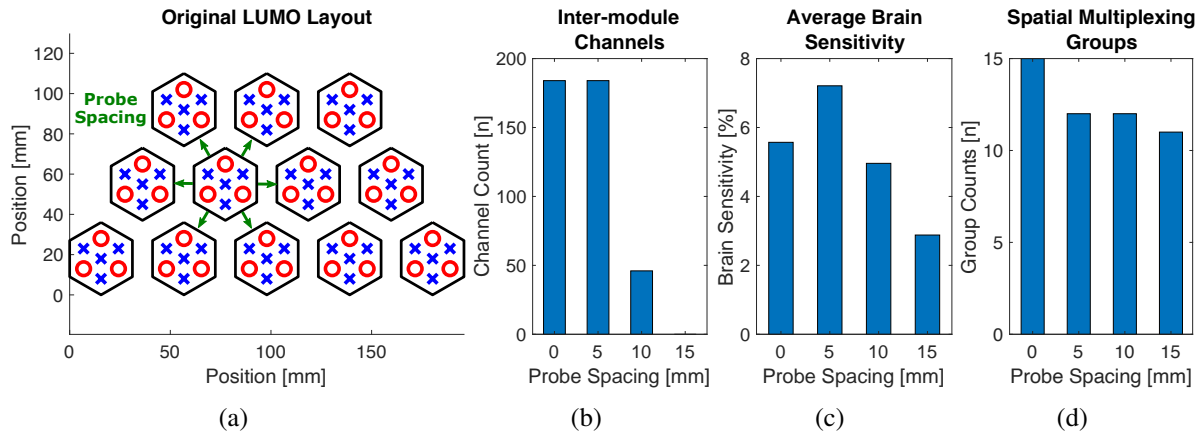 Original LUMO Layout
Position [mm]
120
100
80
60
40
20
0
Probe
Spacing
0
50
100
150
Position [mm]
(a)
Inter-module
Channels
Channel Count [n]
200
150
100
50
0
0
5
10
15
Probe Spacing [mm]
(b)
Average Brain
Sensitivity
Brain Sensitivity [%]
8
6
4
2
0
0
5
10
15
Probe Spacing [mm]
(c)
Spatial Multiplexing
Groups
Group Counts [n]
15
10
5
0
0
5
10
15
Probe Spacing [mm]
(d)